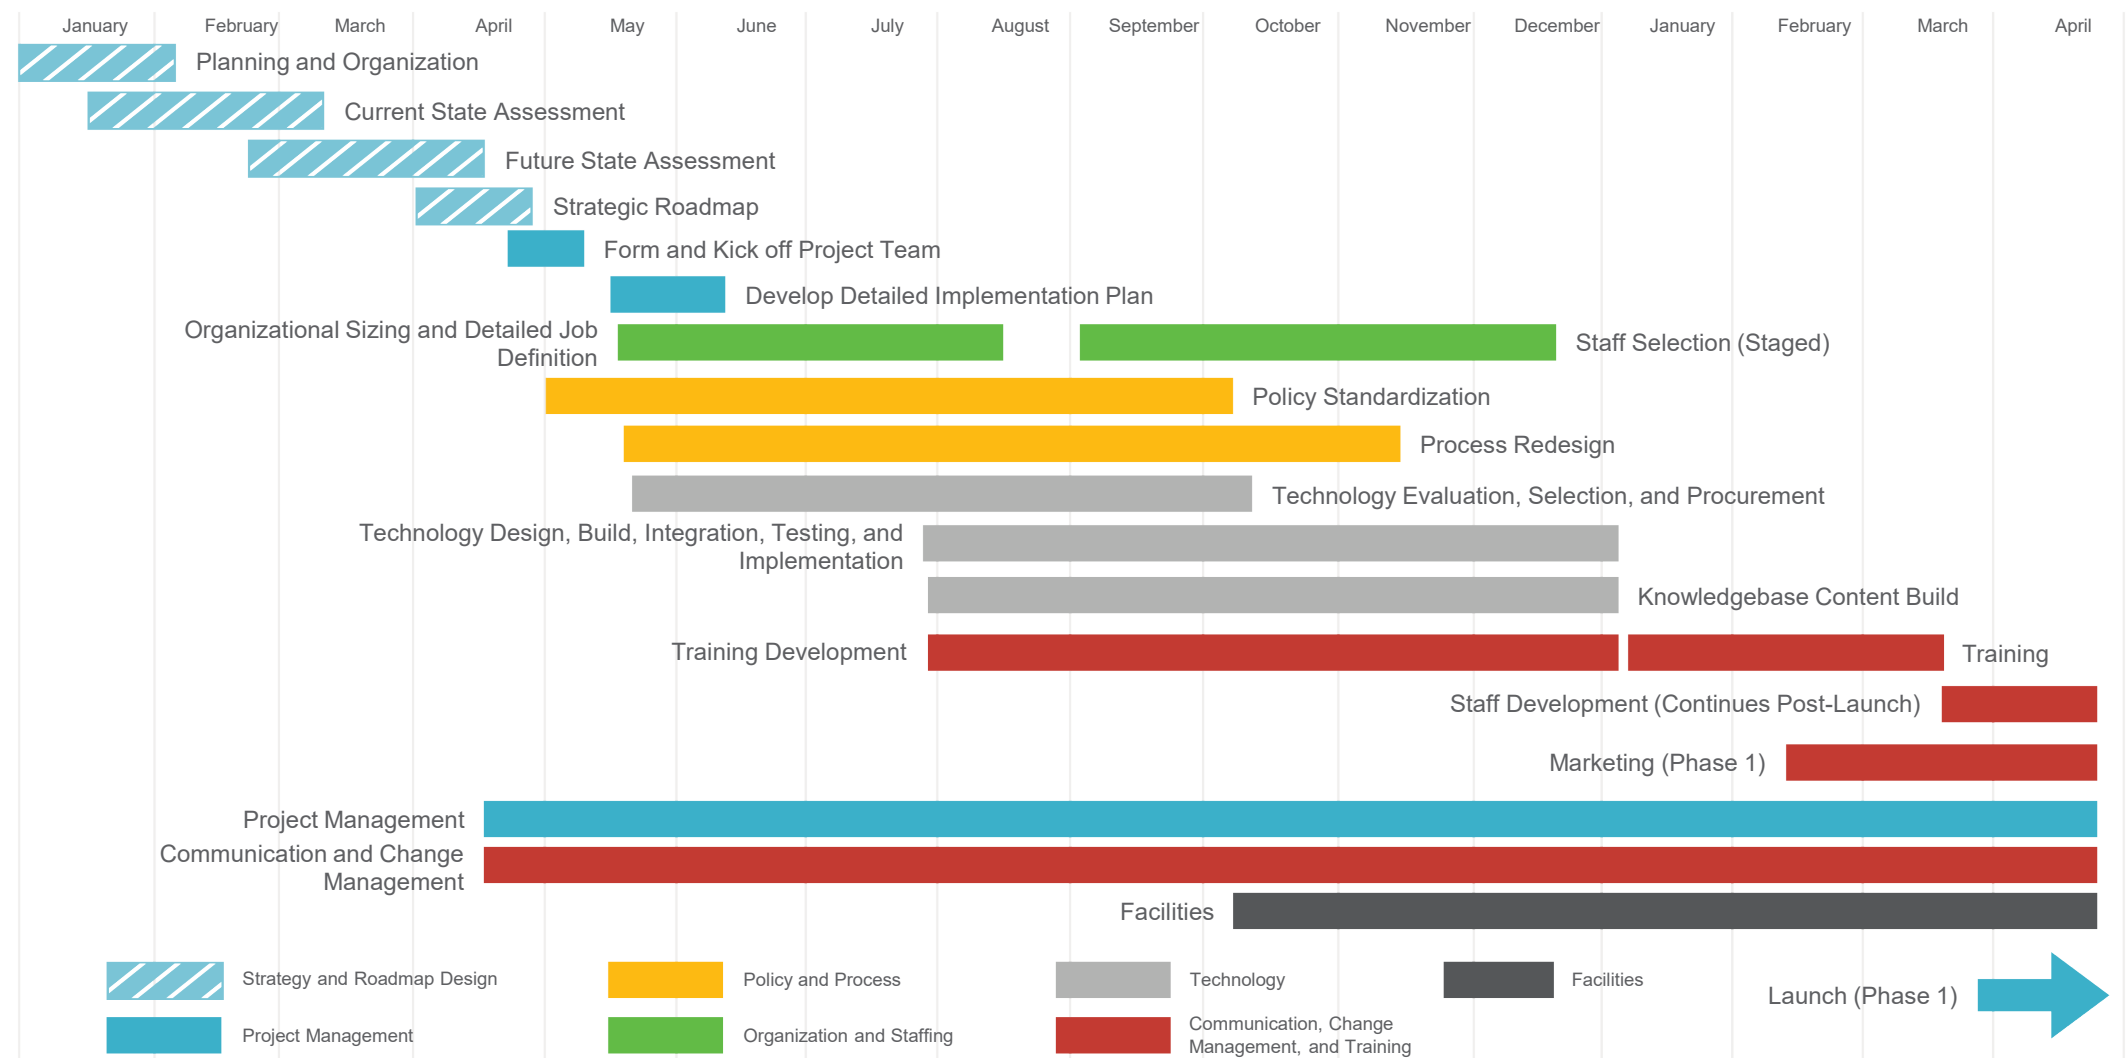 January February March April May June July August September October November December January February March April
Planning and Organization
Current State Assessment
Future State Assessment
Strategic Roadmap
Form and Kick off Project Team
Develop Detailed Implementation Plan
Organizational Sizing and Detailed Job
Definition
Staff Selection (Staged)
Policy Standardization
Process Redesign
Technology Evaluation, Selection, and Procurement
Technology Design, Build, Integration, Testing, and
Implementation
Knowledgebase Content Build
Training Development
Training
Staff Development (Continues Post-Launch)
Marketing (Phase 1)
Project Management
Communication and Change
Management
Facilities
Strategy and Roadmap Design
Policy and Process
Technology
Facilities
Launch (Phase 1)
Project Management
Organization and Staffing
Communication, Change
Management, and Training